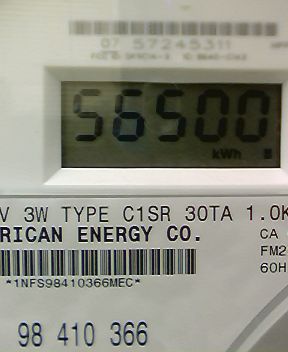 07 57245311
56500
kWh
V 3W TYPE C1SR 30TA 1.0K
RICAN ENERGY CO.
CA
FM2
60H
*1NFS98410366MEC*
98 410 366